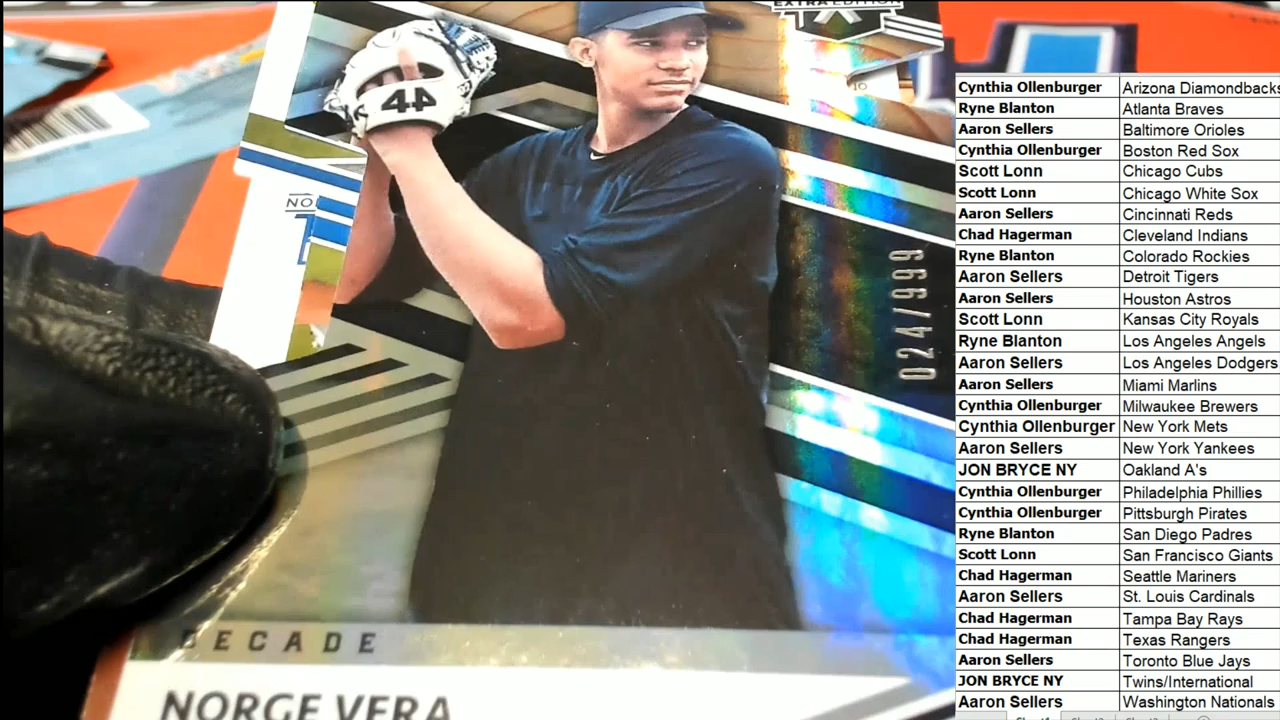 EXTRA EDITION
44
NO
10
024/999
DECADE
NORGE VERA
Cynthia Ollenburger Arizona Diamondbacks
Ryne Blanton Atlanta Braves
Aaron Sellers Baltimore Orioles
Cynthia Ollenburger Boston Red Sox
Scott Lonn Chicago Cubs
Scott Lonn Chicago White Sox
Aaron Sellers Cincinnati Reds
Chad Hagerman Cleveland Indians
Ryne Blanton Colorado Rockies
Aaron Sellers Detroit Tigers
Aaron Sellers Houston Astros
Scott Lonn Kansas City Royals
Ryne Blanton Los Angeles Angels
Aaron Sellers Los Angeles Dodgers
Aaron Sellers Miami Marlins
Cynthia Ollenburger Milwaukee Brewers
Cynthia Ollenburger New York Mets
Aaron Sellers New York Yankees
JON BRYCE NY Oakland A's
Cynthia Ollenburger Philadelphia Phillies
Cynthia Ollenburger Pittsburgh Pirates
Ryne Blanton San Diego Padres
Scott Lonn San Francisco Giants
Chad Hagerman Seattle Mariners
Aaron Sellers St. Louis Cardinals
Chad Hagerman Tampa Bay Rays
Chad Hagerman Texas Rangers
Aaron Sellers Toronto Blue Jays
JON BRYCE NY Twins/International
Aaron Sellers Washington Nationals